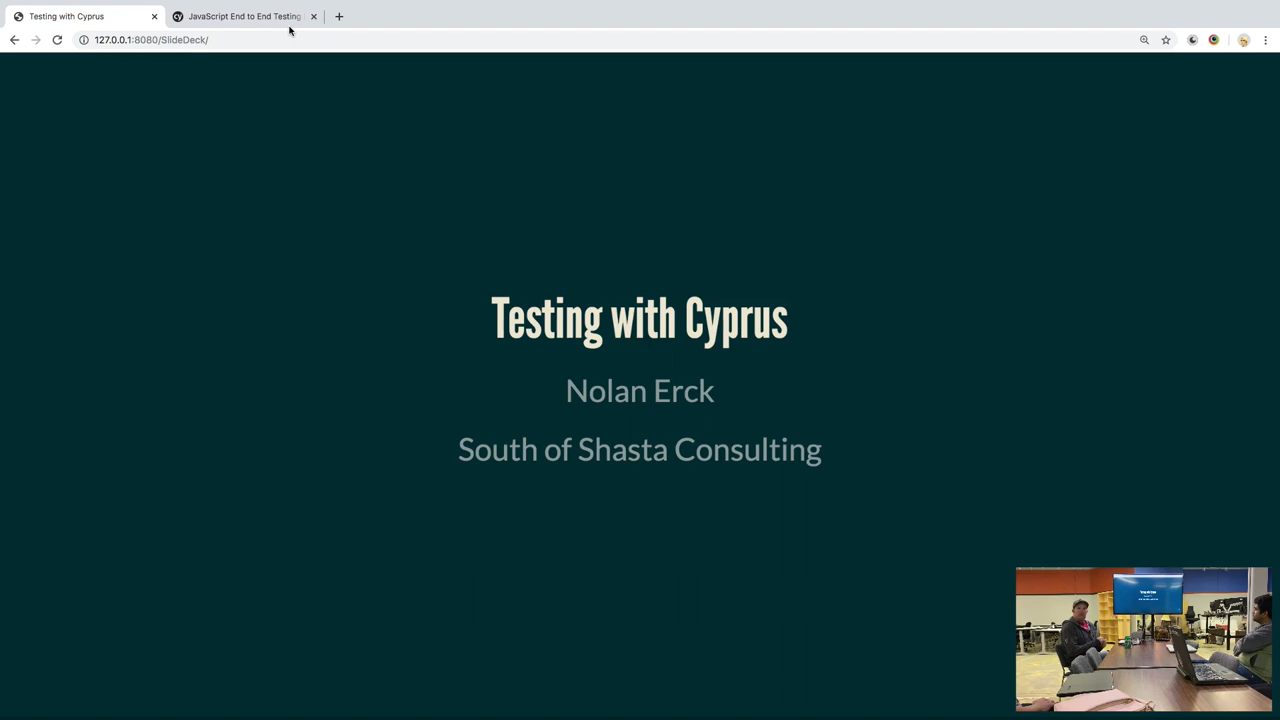 Testing with Cyprus
cy JavaScript End to End Testing
127.0.0.1:8080/SlideDeck/
Testing with Cyprus
Nolan Erck
South of Shasta Consulting